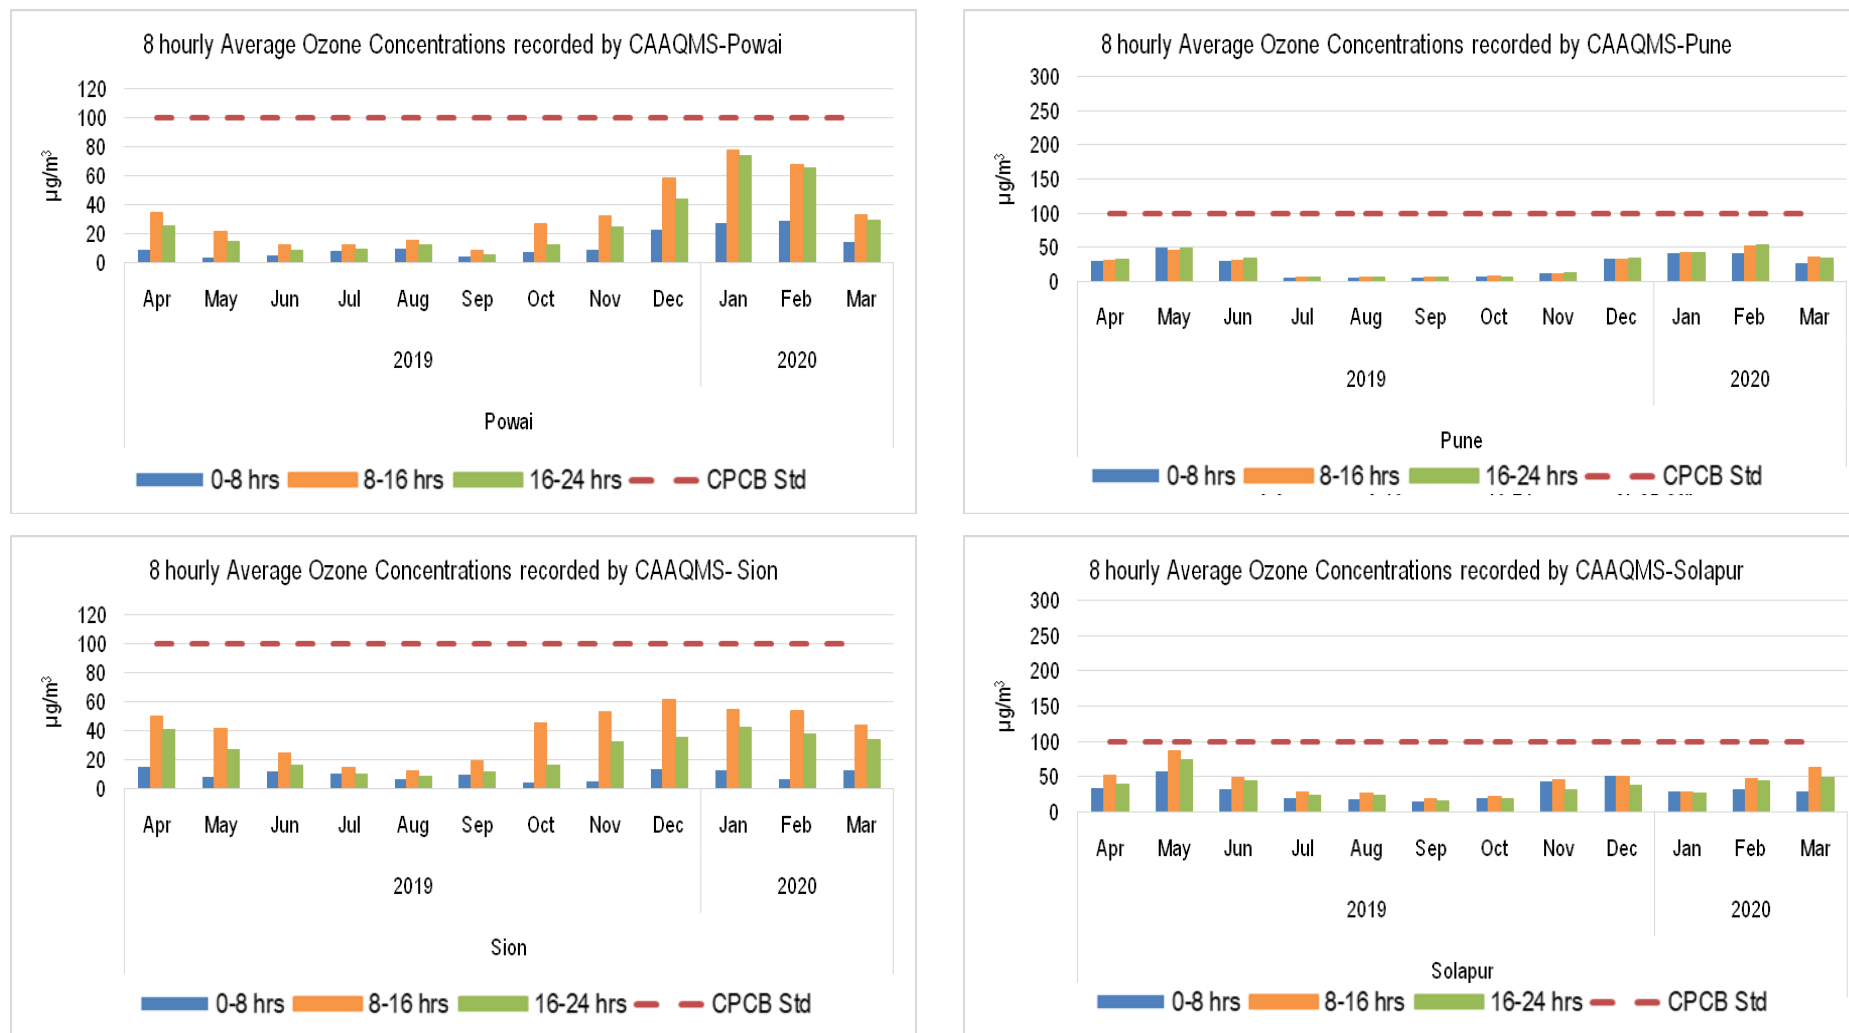 8 hourly Average Ozone Concentrations recorded by CAAQMS-Powai
120
100
80
60
40
20
0
µg/m³
Apr May Jun Jul Aug Sep Oct Nov Dec Jan Feb Mar
2019 2020
Powai
0-8 hrs 8-16 hrs 16-24 hrs CPCB Std
8 hourly Average Ozone Concentrations recorded by CAAQMS-Pune
300
250
200
150
100
50
0
µg/m³
Apr May Jun Jul Aug Sep Oct Nov Dec Jan Feb Mar
2019 2020
Pune
0-8 hrs 8-16 hrs 16-24 hrs CPCB Std
8 hourly Average Ozone Concentrations recorded by CAAQMS- Sion
120
100
80
60
40
20
0
µg/m³
Apr May Jun Jul Aug Sep Oct Nov Dec Jan Feb Mar
2019 2020
Sion
0-8 hrs 8-16 hrs 16-24 hrs CPCB Std
8 hourly Average Ozone Concentrations recorded by CAAQMS-Solapur
300
250
200
150
100
50
0
µg/m³
Apr May Jun Jul Aug Sep Oct Nov Dec Jan Feb Mar
2019 2020
Solapur
0-8 hrs 8-16 hrs 16-24 hrs CPCB Std